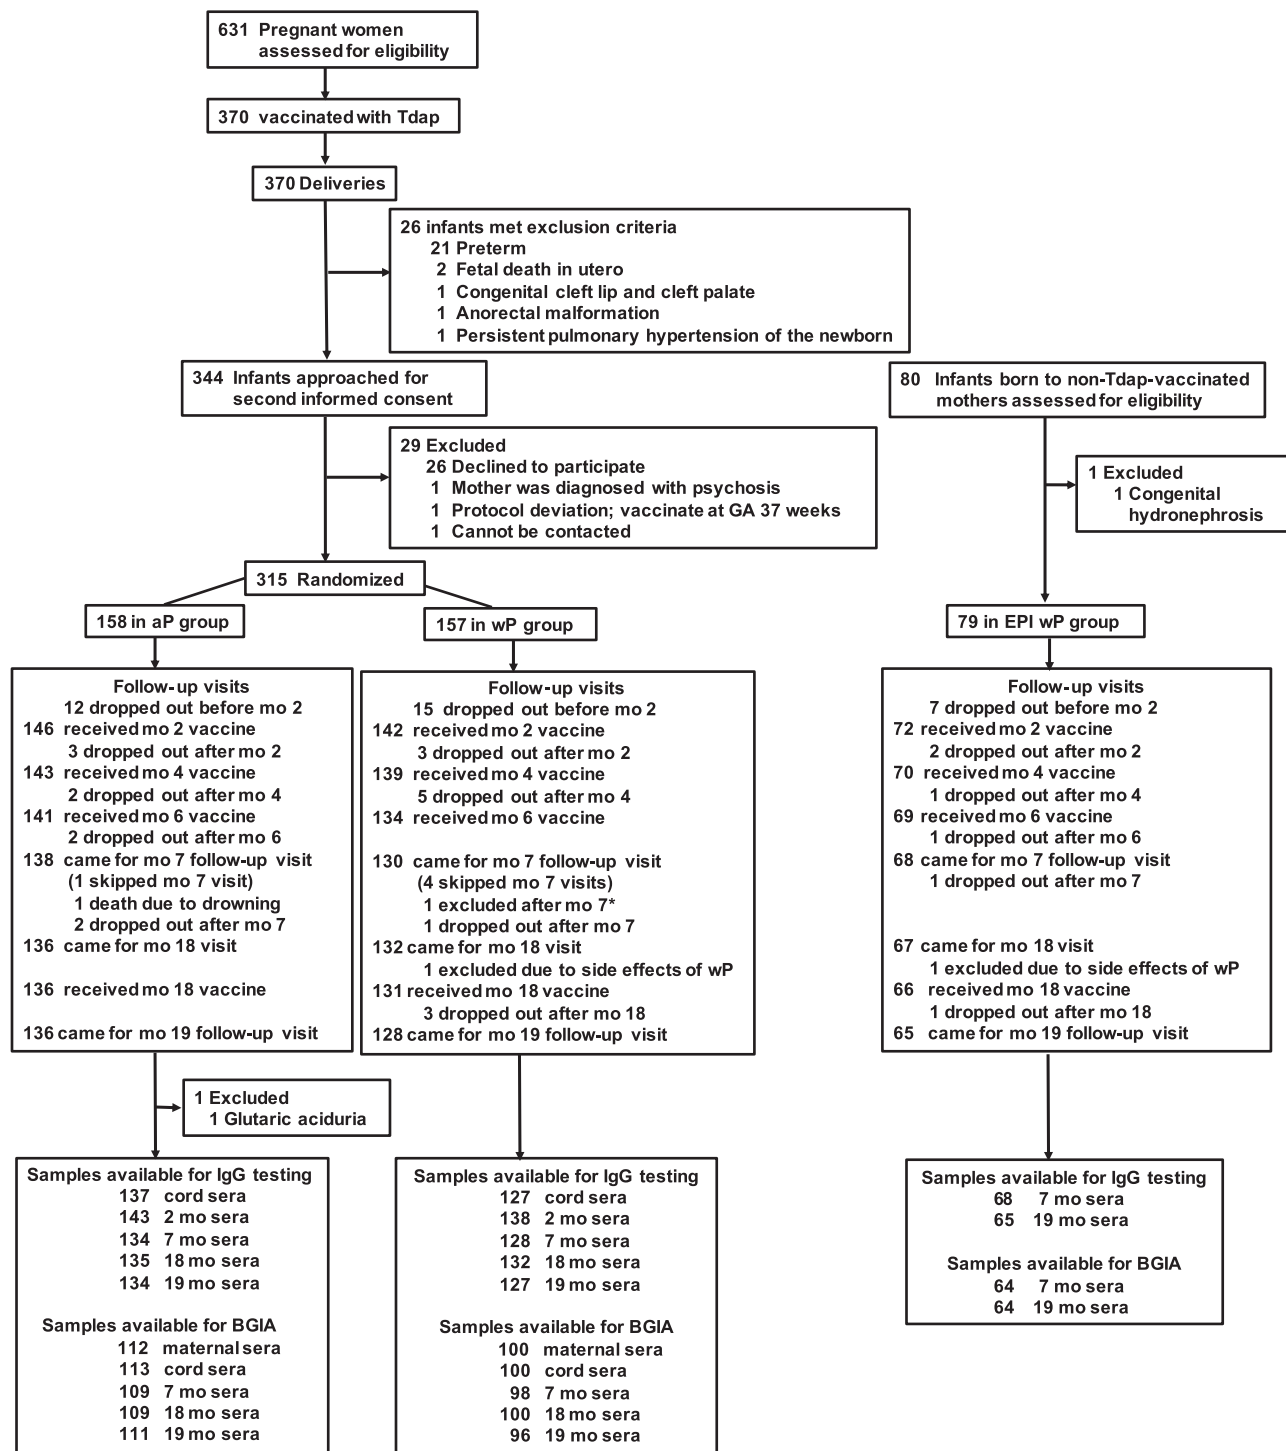 631 Pregnant women
assessed for eligibility
370 vaccinated with Tdap
370 Deliveries
26 infants met exclusion criteria
21 Preterm
2 Fetal death in utero
1 Congenital cleft lip and cleft palate
1 Anorectal malformation
1 Persistent pulmonary hypertension of the newborn
344 Infants approached for
second informed consent
80 Infants born to non-Tdap-vaccinated
mothers assessed for eligibility
29 Excluded
26 Declined to participate
1 Mother was diagnosed with psychosis
1 Protocol deviation; vaccinate at GA 37 weeks
1 Cannot be contacted
1 Excluded
1 Congenital
hydronephrosis
315 Randomized
158 in aP group
157 in wP group
79 in EPI wP group
Follow-up visits
12 dropped out before mo 2
146 received mo 2 vaccine
3 dropped out after mo 2
143 received mo 4 vaccine
2 dropped out after mo 4
141 received mo 6 vaccine
2 dropped out after mo 6
138 came for mo 7 follow-up visit
(1 skipped mo 7 visit)
1 death due to drowning
2 dropped out after mo 7
136 came for mo 18 visit
136 received mo 18 vaccine
136 came for mo 19 follow-up visit
Follow-up visits
15 dropped out before mo 2
142 received mo 2 vaccine
3 dropped out after mo 2
139 received mo 4 vaccine
5 dropped out after mo 4
134 received mo 6 vaccine
130 came for mo 7 follow-up visit
(4 skipped mo 7 visits)
1 excluded after mo 7*
1 dropped out after mo 7
132 came for mo 18 visit
1 excluded due to side effects of wP
131 received mo 18 vaccine
3 dropped out after mo 18
128 came for mo 19 follow-up visit
Follow-up visits
7 dropped out before mo 2
72 received mo 2 vaccine
2 dropped out after mo 2
70 received mo 4 vaccine
1 dropped out after mo 4
69 received mo 6 vaccine
1 dropped out after mo 6
68 came for mo 7 follow-up visit
1 dropped out after mo 7
67 came for mo 18 visit
1 excluded due to side effects of wP
66 received mo 18 vaccine
1 dropped out after mo 18
65 came for mo 19 follow-up visit
1 Excluded
1 Glutaric aciduria
Samples available for IgG testing
137 cord sera
143 2 mo sera
134 7 mo sera
135 18 mo sera
134 19 mo sera
Samples available for BGIA
112 maternal sera
113 cord sera
109 7 mo sera
109 18 mo sera
111 19 mo sera
Samples available for IgG testing
127 cord sera
138 2 mo sera
128 7 mo sera
132 18 mo sera
127 19 mo sera
Samples available for BGIA
100 maternal sera
100 cord sera
98 7 mo sera
100 18 mo sera
96 19 mo sera
Samples available for IgG testing
68 7 mo sera
65 19 mo sera
Samples available for BGIA
64 7 mo sera
64 19 mo sera